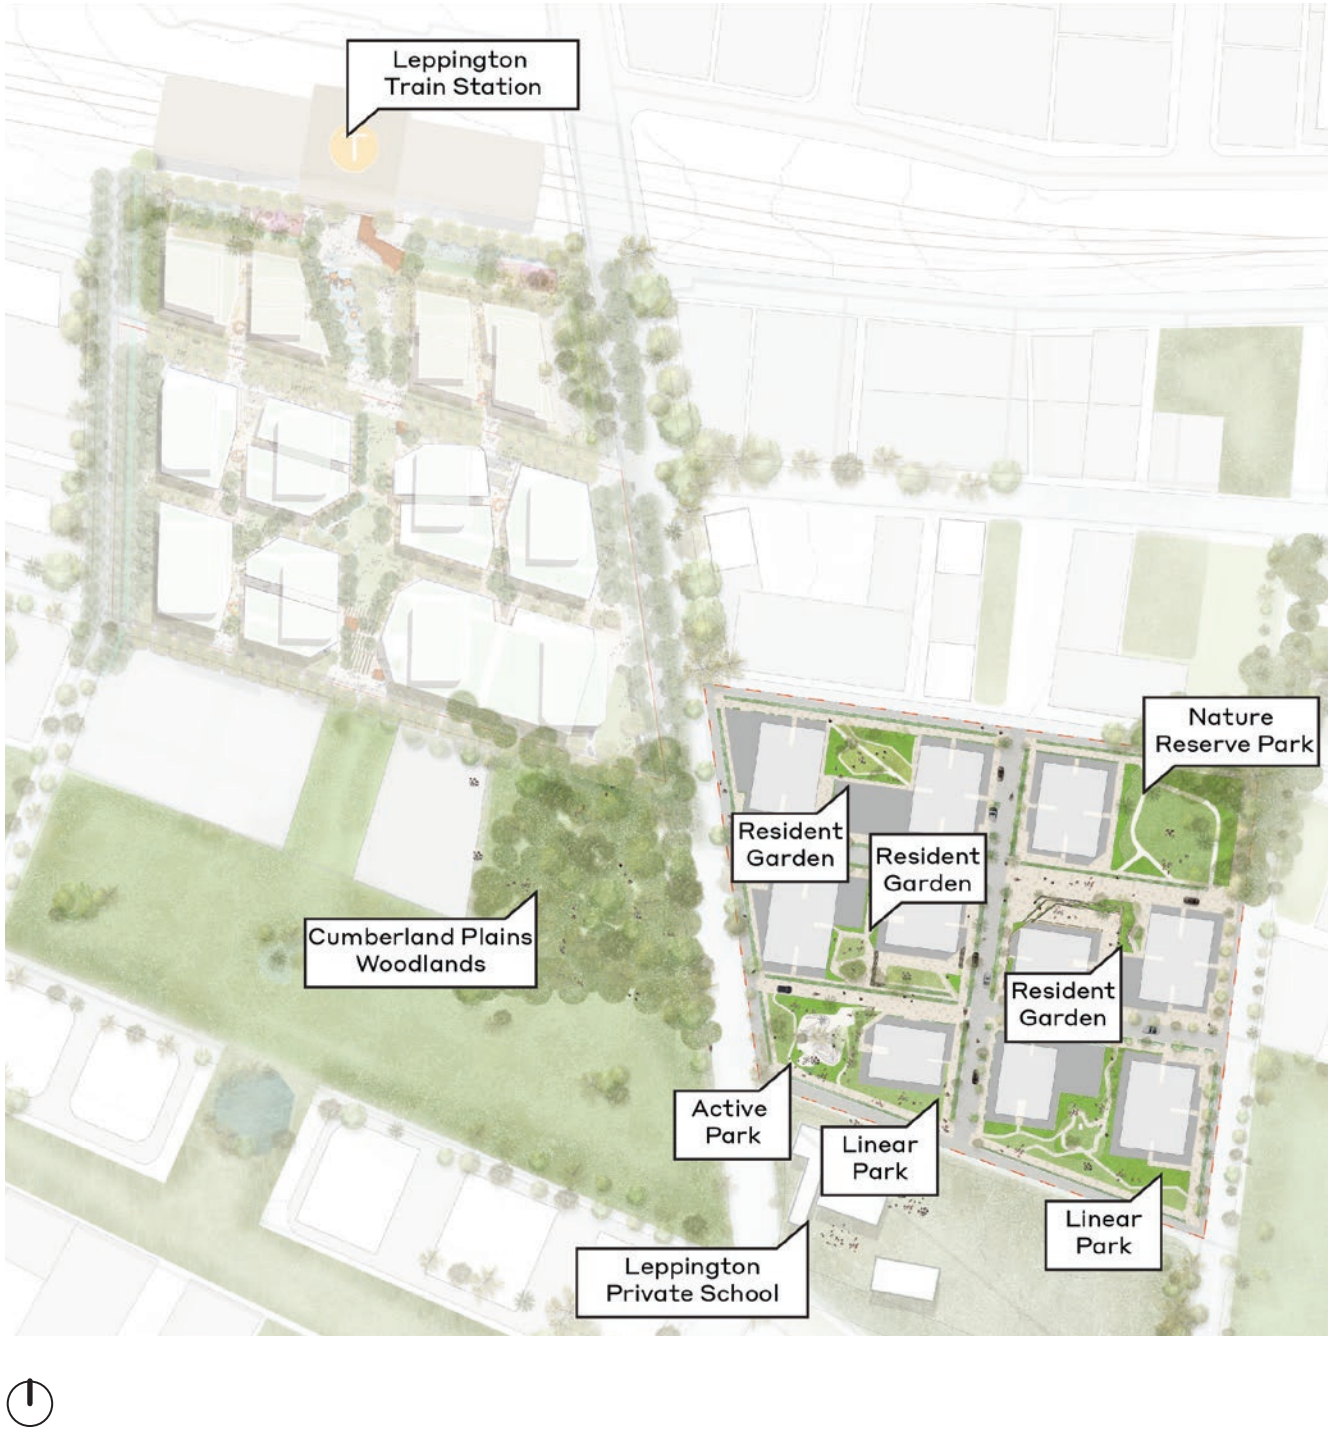 Leppington
Train Station
T
Nature
Reserve Park
Resident
Garden
Resident
Garden
Cumberland Plains
Woodlands
Resident
Garden
Active
Park
Linear
Park
Linear
Park
Leppington
Private School